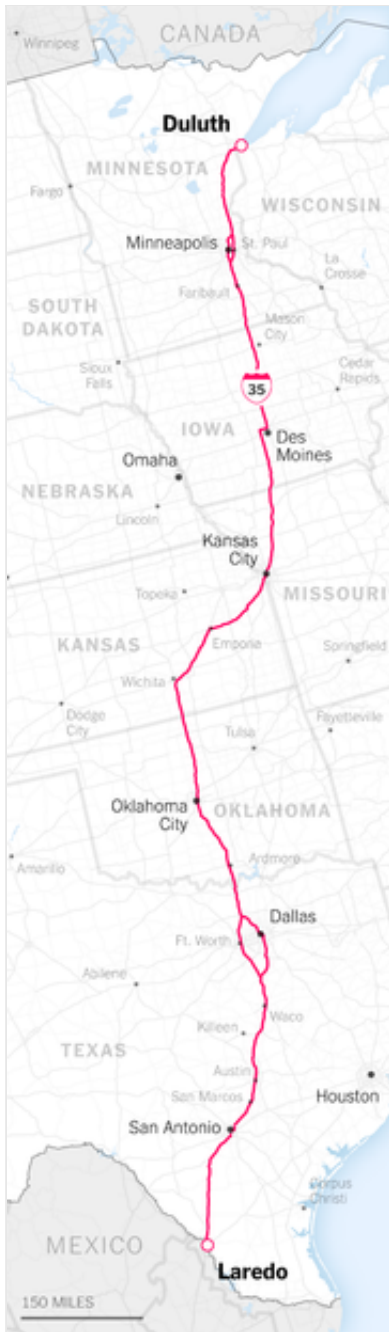 CANADA
Winnipeg
Duluth
MINNESOTA
Fargo
WISCONSIN
Minneapolis
St. Paul
La
Crosse
Faribault
SOUTH
DAKOTA
Mason
City
Sioux
Falls
Cedar
Rapids
35
IOWA
Des
Moines
Omaha
NEBRASKA
Lincoln
Kansas
City
Topeka
MISSOURI
KANSAS
Emporia
Springfield
Wichita
Dodge
City
Fayetteville
Tulsa
Oklahoma
City
OKLAHOMA
Amarillo
Ardmore
Dallas
Ft. Worth
Abilene
Waco
Killeen
TEXAS
Austin
Houston
San Marcos
San Antonio
Corpus
Christi
MEXICO
Laredo
150 MILES